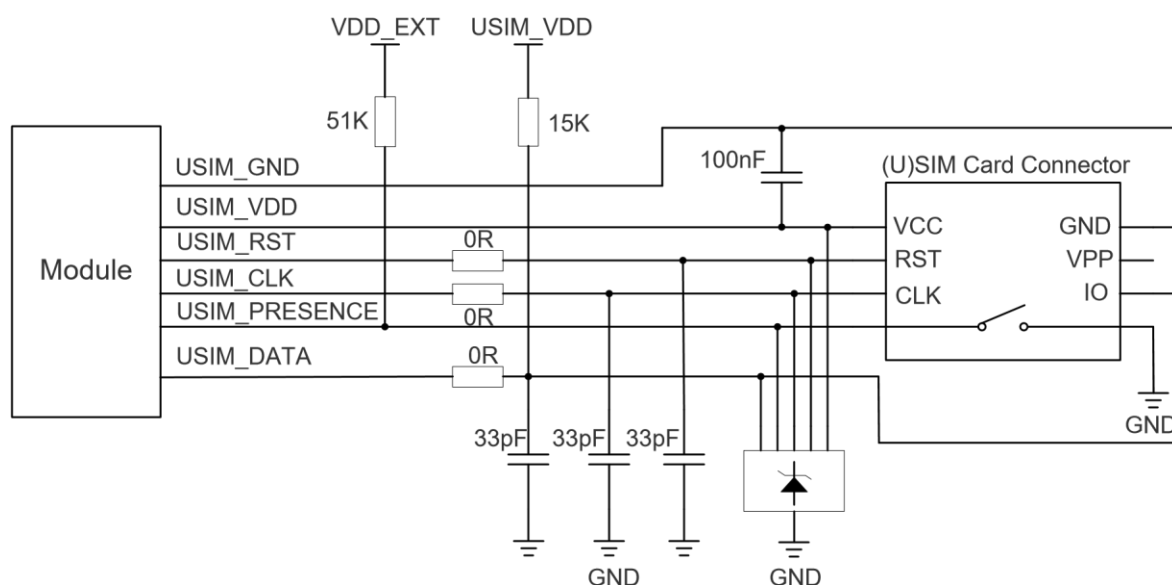 VDD_EXT USIM_VDD
51K 15K
Module
USIM_GND
USIM_VDD
USIM_RST
USIM_CLK
USIM_PRESENCE
USIM_DATA
0R
0R
0R
100nF
(U)SIM Card Connector
VCC GND
RST VPP
CLK IO
GND
33pF 33pF 33pF
GND GND